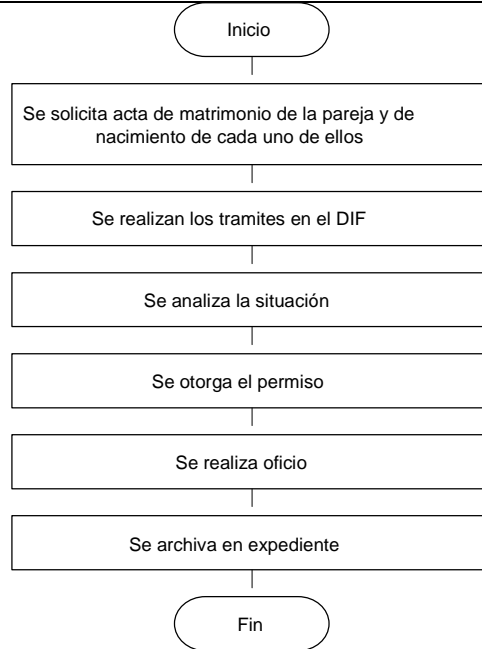 Inicio
Se solicita acta de matrimonio de la pareja y de
nacimiento de cada uno de ellos
Se realizan los tramites en el DIF
Se analiza la situación
Se otorga el permiso
Se realiza oficio
Se archiva en expediente
Fin